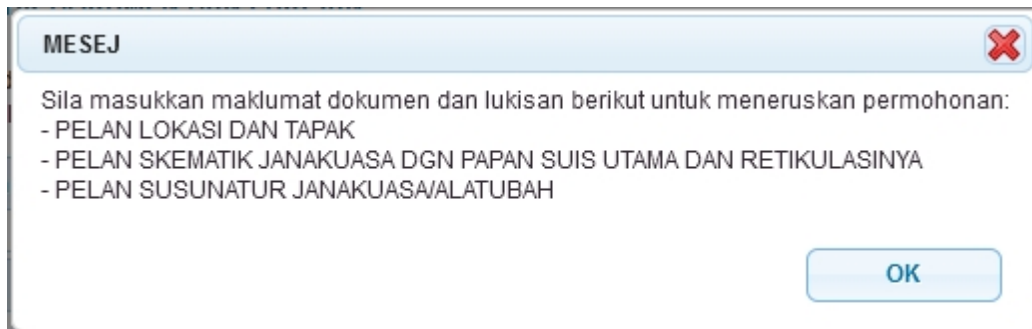 MESEJ
Sila masukkan maklumat dokumen dan lukisan berikut untuk meneruskan permohonan:
- PELAN LOKASI DAN TAPAK
- PELAN SKEMATIK JANAKUASA DGN PAPAN SUIS UTAMA DAN RETIKULASINYA
- PELAN SUSUNATUR JANAKUASA/ALATUBAH
OK